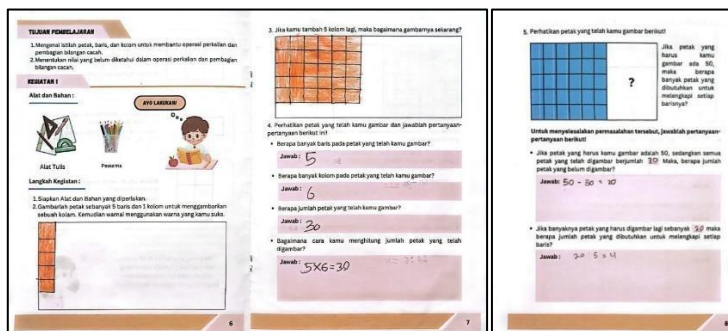 TUJUAN PEMBELAJARAN
1. Mengenal istilah petak, baris, dan kolom untuk membantu operasi perkalian dan
pembagian bilangan cacah.
2. Menentukan nilai yang belum diketahui dalam operasi perkalian dan pembagian
bilangan cacah.
KEGIATAN 1
Alat dan Bahan :
AYO LAKUKAN!
Alat Tulis
Pewarna
Langkah Kegiatan :
1. Siapkan Alat dan Bahan yang diperlukan.
2. Gambarlah petak sebanyak 5 baris dan 1 kolom untuk menggambarkan
sebuah kolam. Kemudian warnai menggunakan warna yang kamu suka.
6
3. Jika kamu tambah 5 kolom lagi, maka bagaimana gambarnya sekarang?
4. Perhatikan petak yang telah kamu gambar dan jawablah pertanyaan-
pertanyaan berikut ini!
• Berapa banyak baris pada petak yang telah kamu gambar?
Jawab : 5
• Berapa banyak kolom pada petak yang telah kamu gambar?
Jawab : 6
• Berapa jumlah petak yang telah kamu gambar?
Jawab : 30
• Bagaimana cara kamu menghitung jumlah petak yang telah
digambar?
Jawab : 5x6=30
7
5. Perhatikan petak yang telah kamu gambar berikut!
?
Jika petak yang
harus kamu
gambar ada 50,
maka berapa
banyak petak yang
dibutuhkan untuk
melengkapi setiap
barisnya?
Untuk menyelesaikan permasalahan tersebut, jawablah pertanyaan-
pertanyaan berikut!
• Jika petak yang harus kamu gambar adalah 50, sedangkan semua
petak yang telah digambar berjumlah 30 Maka, berapa jumlah
petak yang belum digambar?
Jawab: 50 - 30 = 20
• Jika banyaknya petak yang harus digambar lagi sebanyak 20 maka
berapa jumlah petak yang dibutuhkan untuk melengkapi setiap
baris?
Jawab : 20 5 = 4